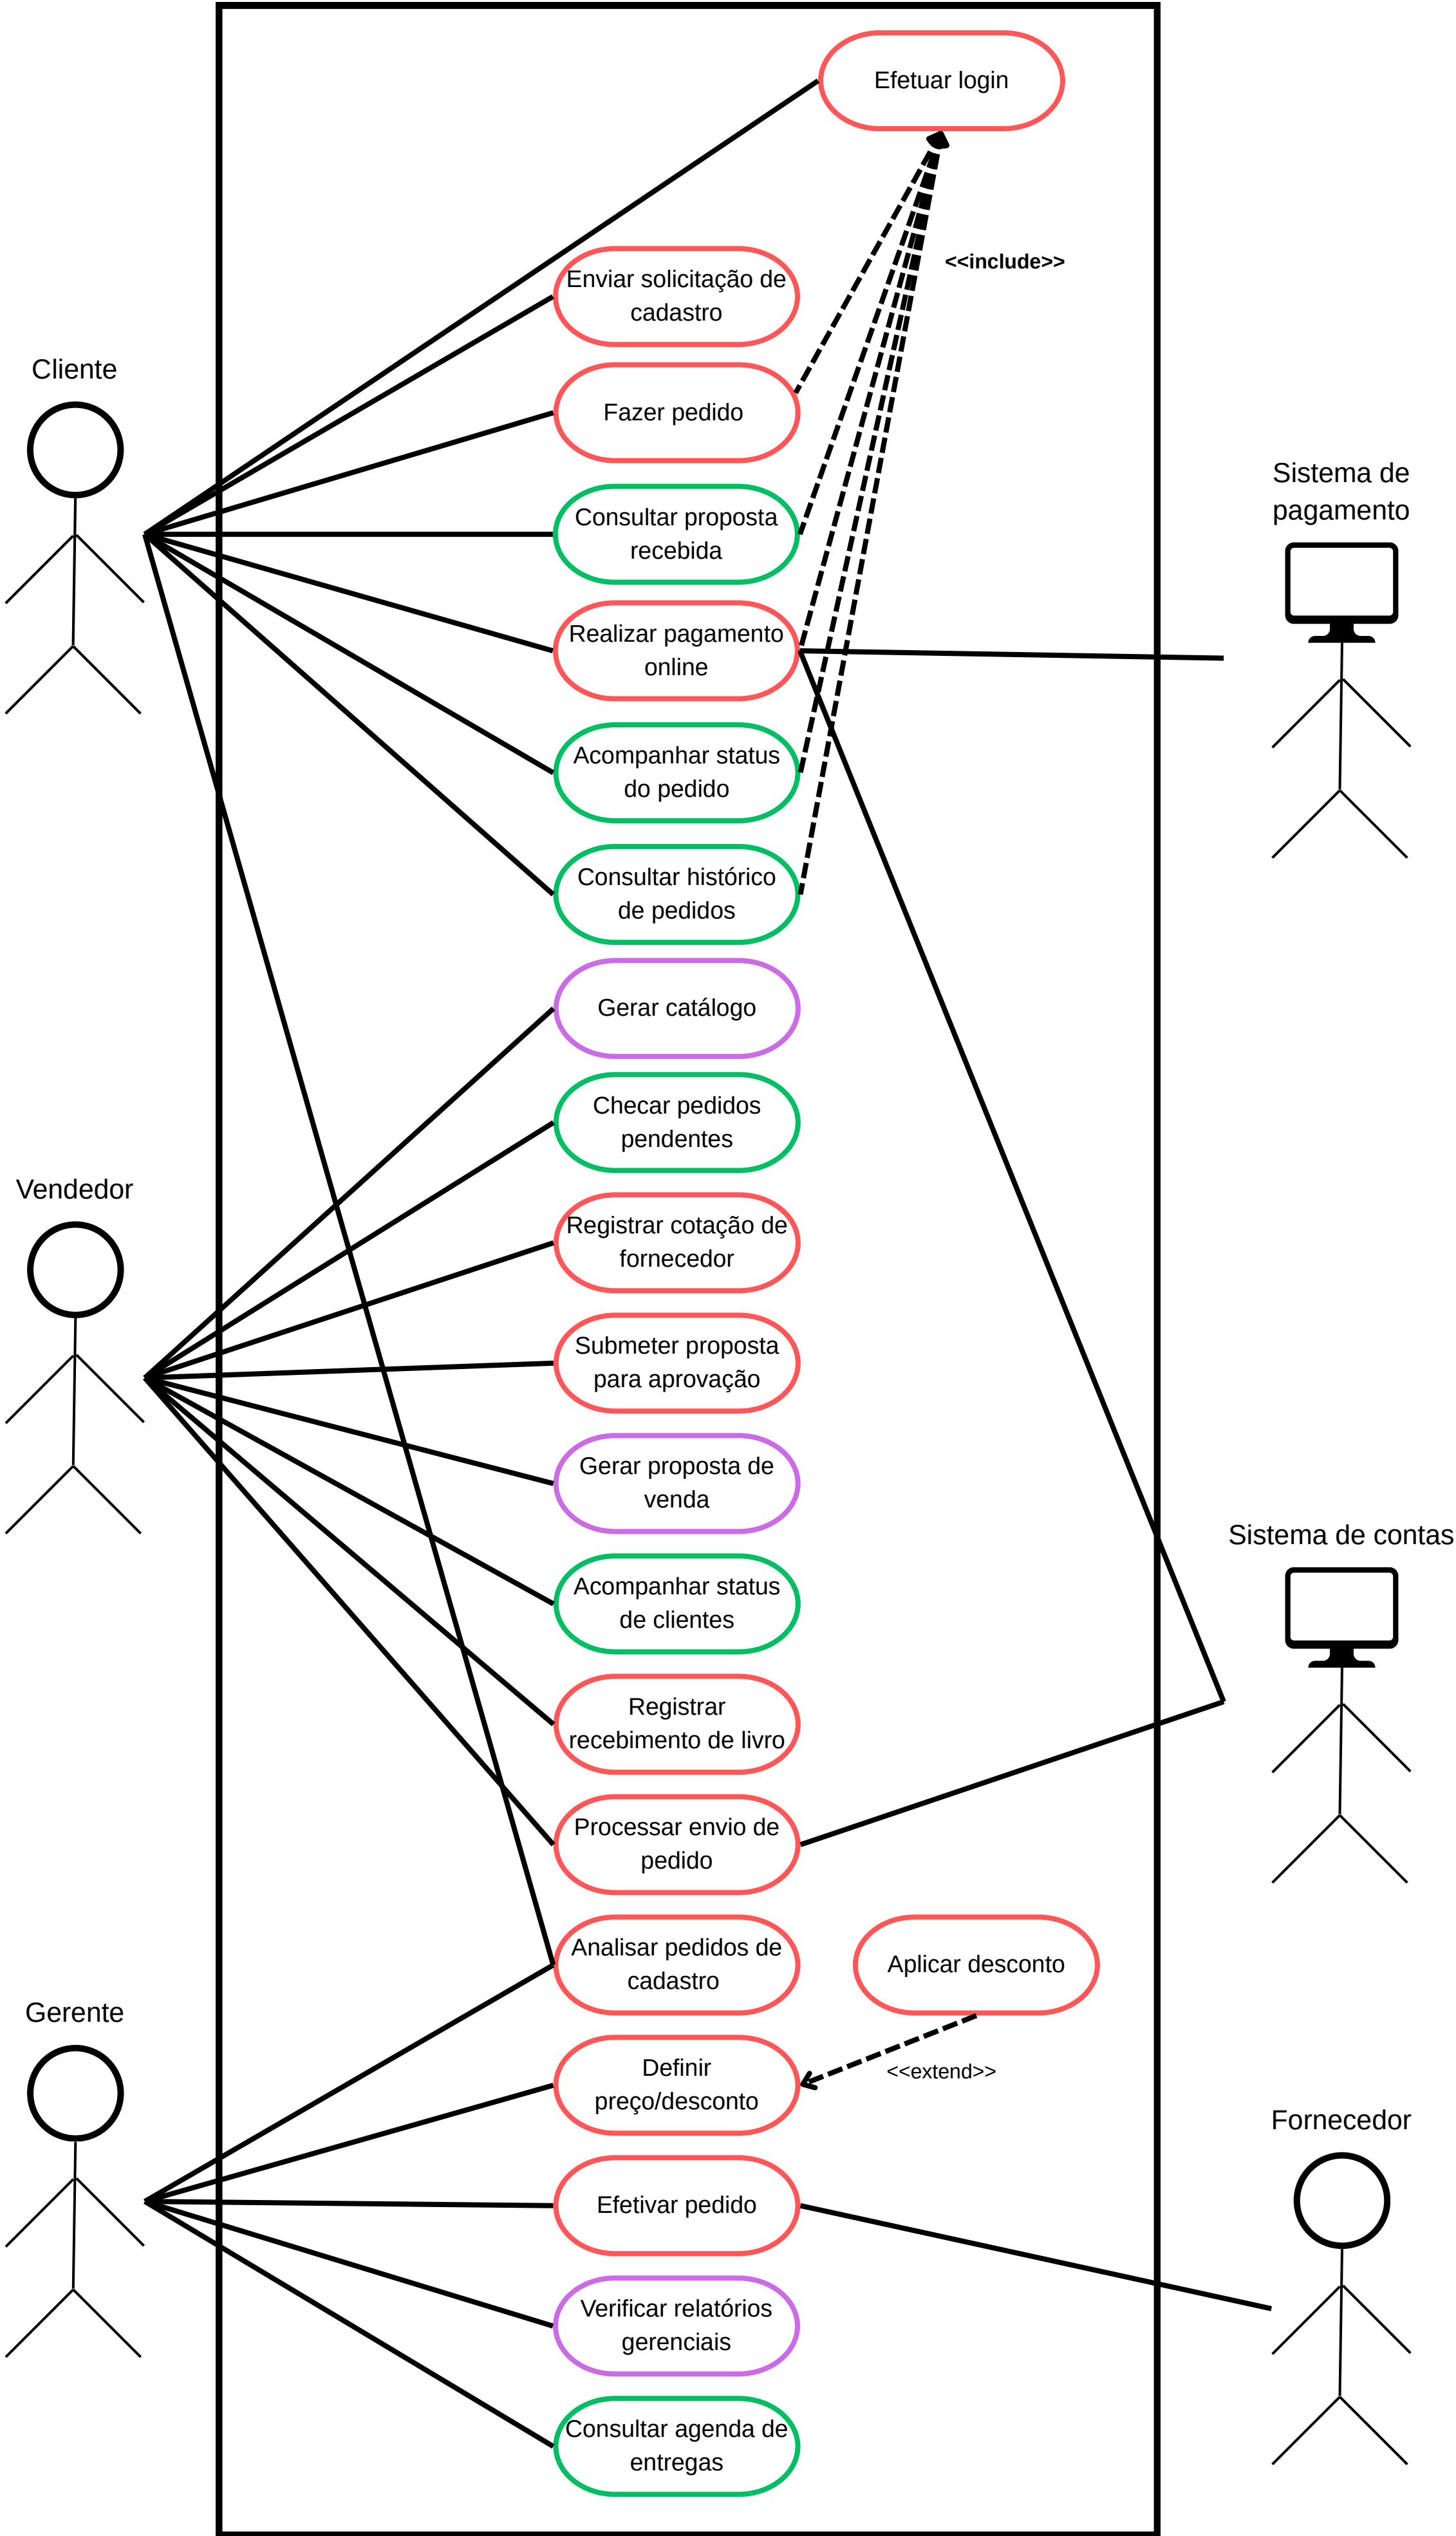 Efetuar login
<<include>>
Enviar solicitação de
cadastro
Cliente
Fazer pedido
Sistema de
pagamento
Consultar proposta
recebida
Realizar pagamento
online
Acompanhar status
do pedido
Consultar histórico
de pedidos
Gerar catálogo
Checar pedidos
pendentes
Vendedor
Registrar cotação de
fornecedor
Submeter proposta
para aprovação
Gerar proposta de
venda
Sistema de contas
Acompanhar status
de clientes
Registrar
recebimento de livro
Processar envio de
pedido
Analisar pedidos de
cadastro
Aplicar desconto
Gerente
Definir
preço/desconto
<<extend>>
Fornecedor
Efetivar pedido
Verificar relatórios
gerenciais
Consultar agenda de
entregas